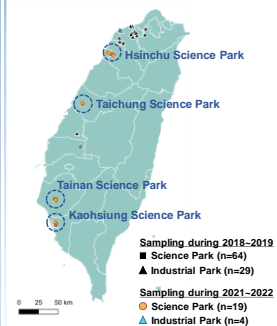 Hsinchu Science Park
Taichung Science Park
Tainan Science Park
Kaohsiung Science Park
Sampling during 2018~2019
Science Park (n=64)
Industrial Park (n=29)
Sampling during 2021~2022
Science Park (n=19)
Industrial Park (n=4)
0 25 50 km